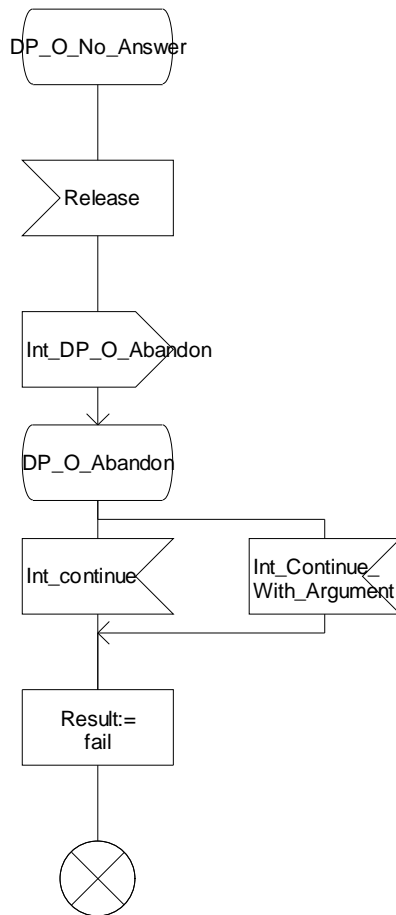 DP_O_No_Answer
Release
Int_DP_O_Abandon
DP_O_Abandon
Int_continue
Int_Continue_
With_Argument
Result:=
fail